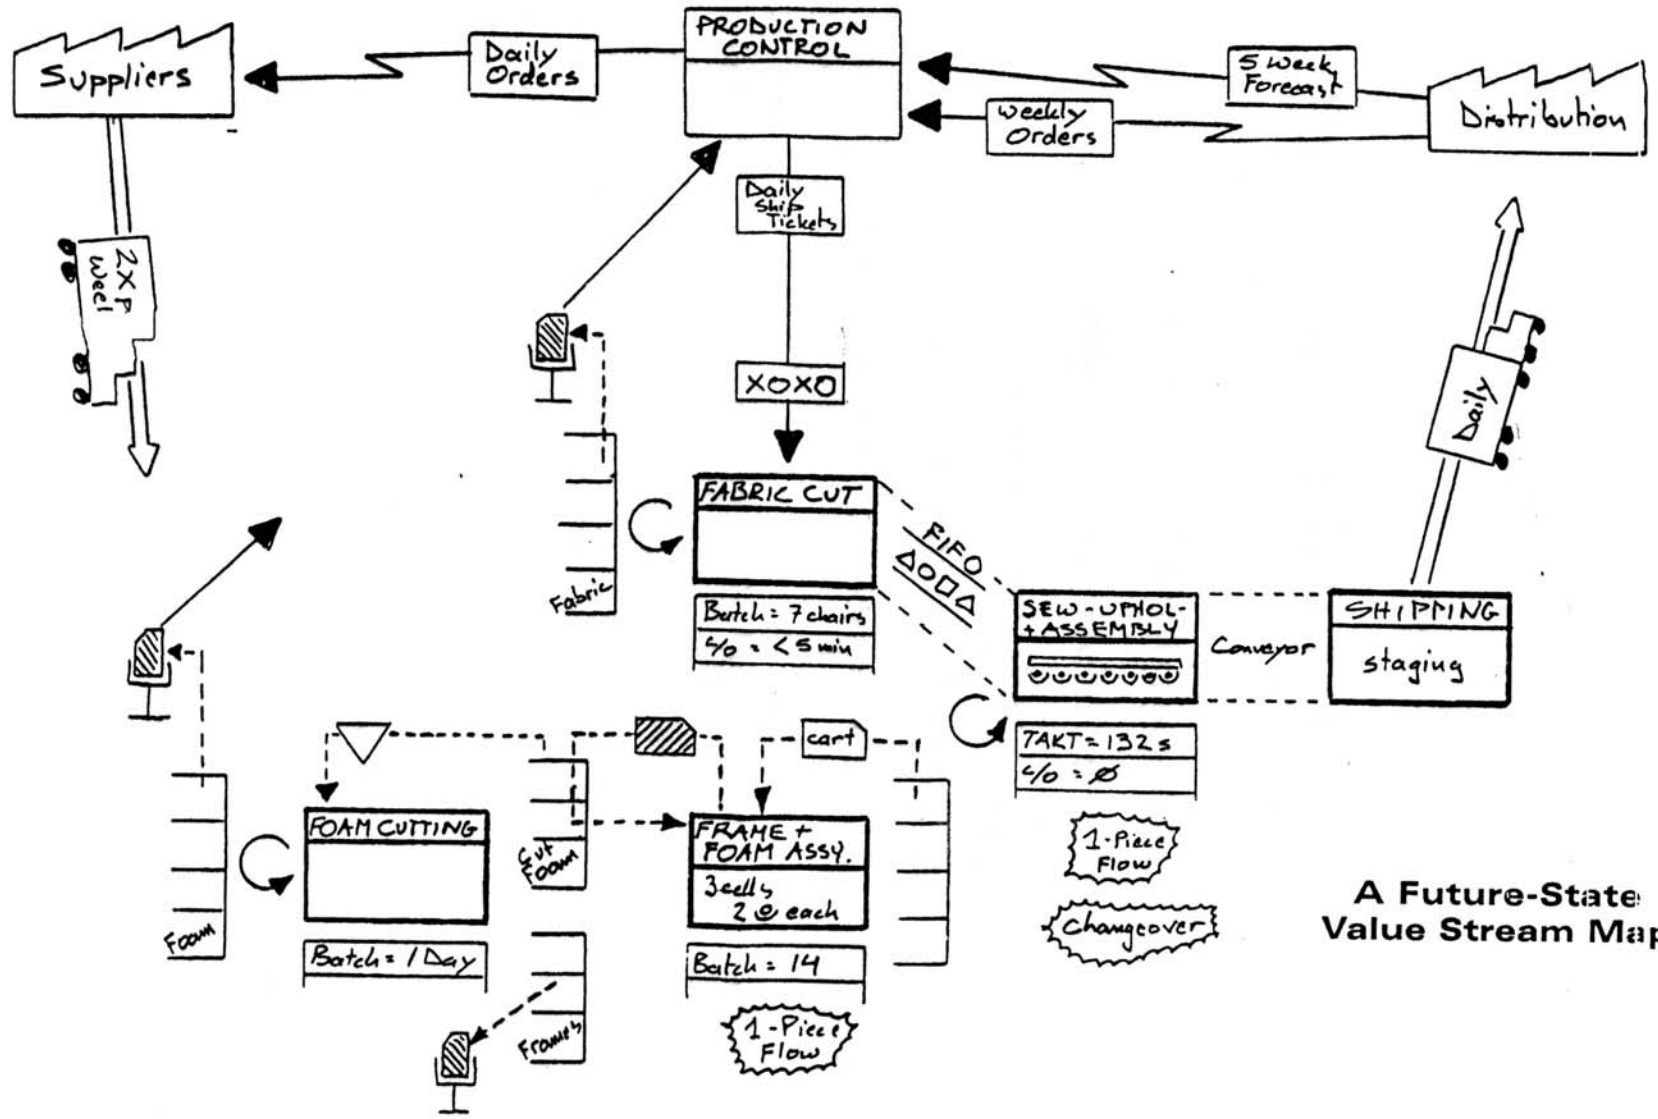 Suppliers
Daily
Orders
PRODUCTION
CONTROL
5 Week
Forecast
Weekly
Orders
Distribution
Daily
Ship
Tickets
2X P
Week
XOXO
Daily
FABRIC CUT
Batch = 7 chairs
c/o = < 5 min
Fabric
FIFO
SEW-UPHOL-
+ ASSEMBLY
TAKT = 132 s
c/o = Ø
Conveyor
SHIPPING
staging
1-Piece
Flow
Changeover
cart
FOAM CUTTING
Batch = 1 Day
Foam
Cut
Foam
Frames
FRAME +
FOAM ASSY.
3 cells
2 each
Batch = 14
1-Piece
Flow
A Future-State
Value Stream Map